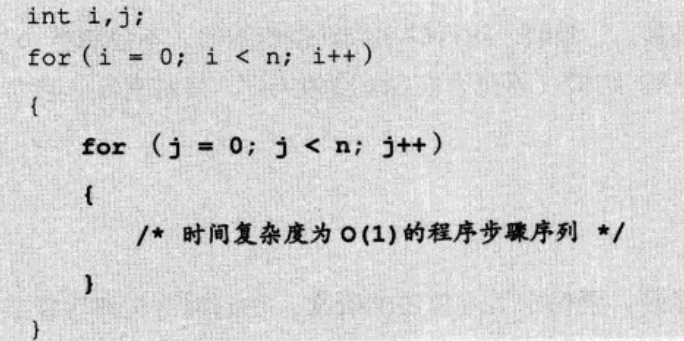 int i,j;
for(i = 0; i < n; i++)
{
for (j = 0; j < n; j++)
{
/* 时间复杂度为O(1)的程序步骤序列 */
}
}